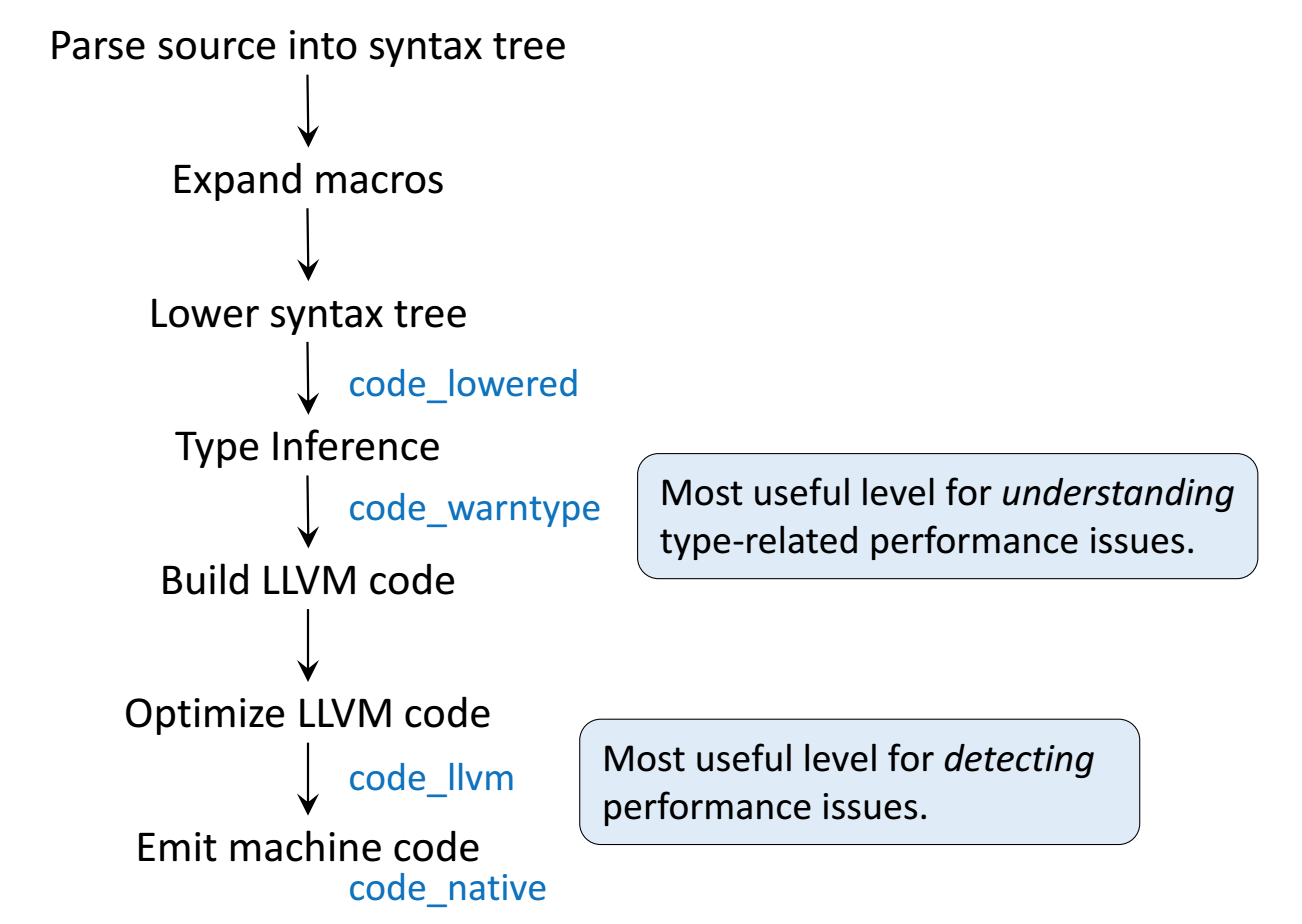 Parse source into syntax tree
Expand macros
Lower syntax tree
code_lowered
Type Inference
code_warntype
Most useful level for understanding
type-related performance issues.
Build LLVM code
Optimize LLVM code
code_llvm
Most useful level for detecting
performance issues.
Emit machine code
code_native